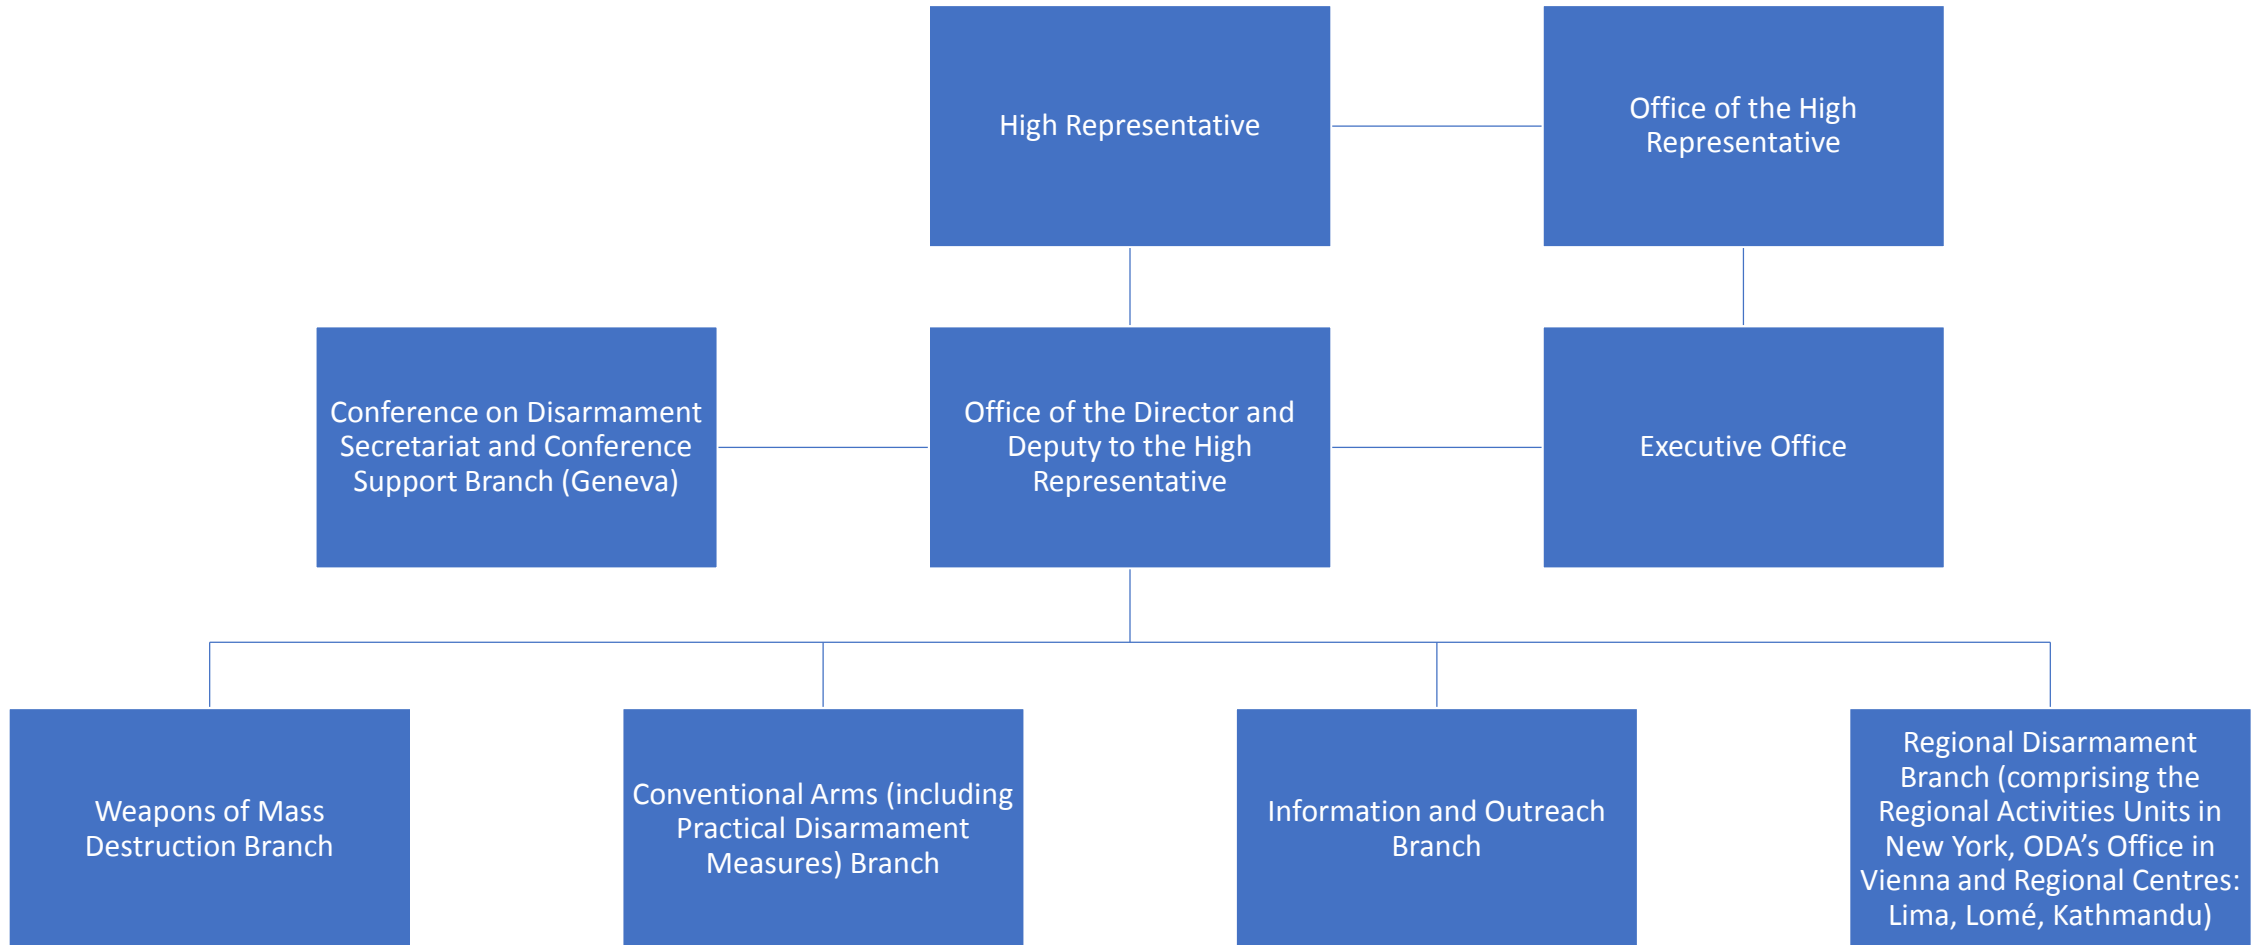 High Representative
Office of the High
Representative
Conference on Disarmament
Secretariat and Conference
Support Branch (Geneva)
Office of the Director and
Deputy to the High
Representative
Executive Office
Weapons of Mass
Destruction Branch
Conventional Arms (including
Practical Disarmament
Measures) Branch
Information and Outreach
Branch
Regional Disarmament
Branch (comprising the
Regional Activities Units in
New York, ODA’s Office in
Vienna and Regional Centres:
Lima, Lomé, Kathmandu)